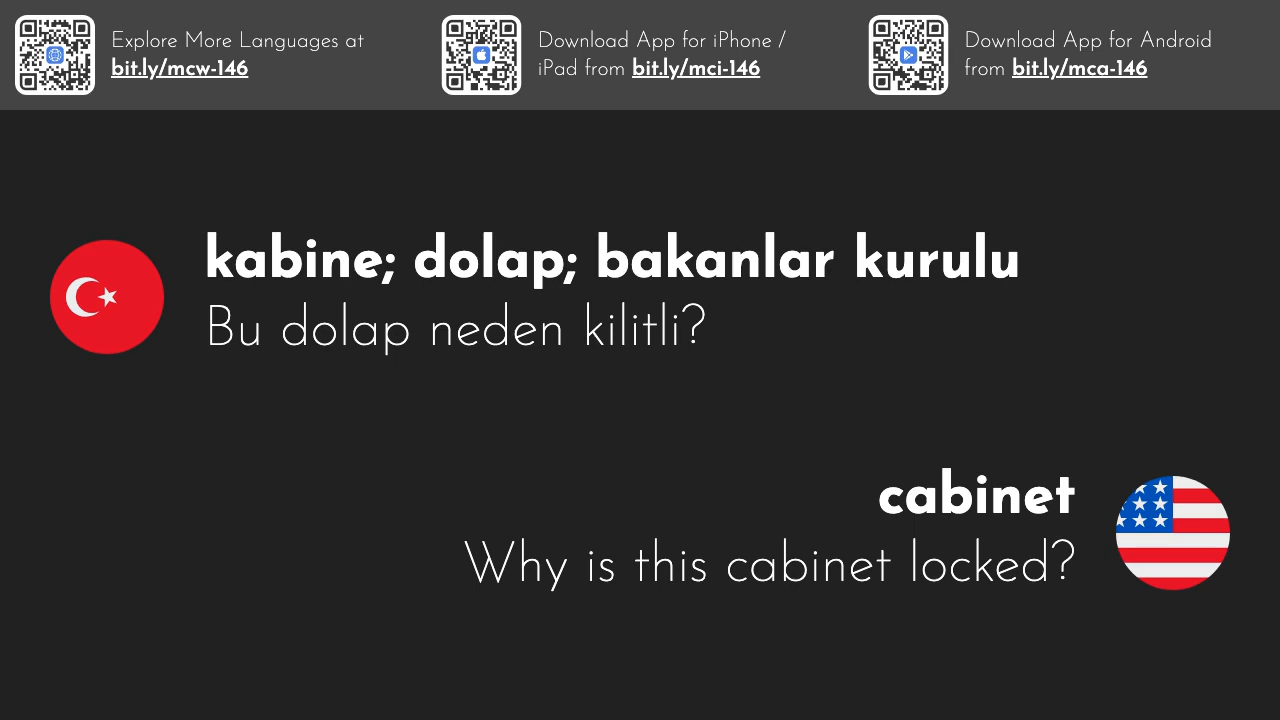 Explore More Languages at
bit.ly/mcw-146
Download App for iPhone /
iPad from bit.ly/mci-146
Download App for Android
from bit.ly/mca-146
kabine; dolap; bakanlar kurulu
Bu dolap neden kilitli?
cabinet
Why is this cabinet locked?